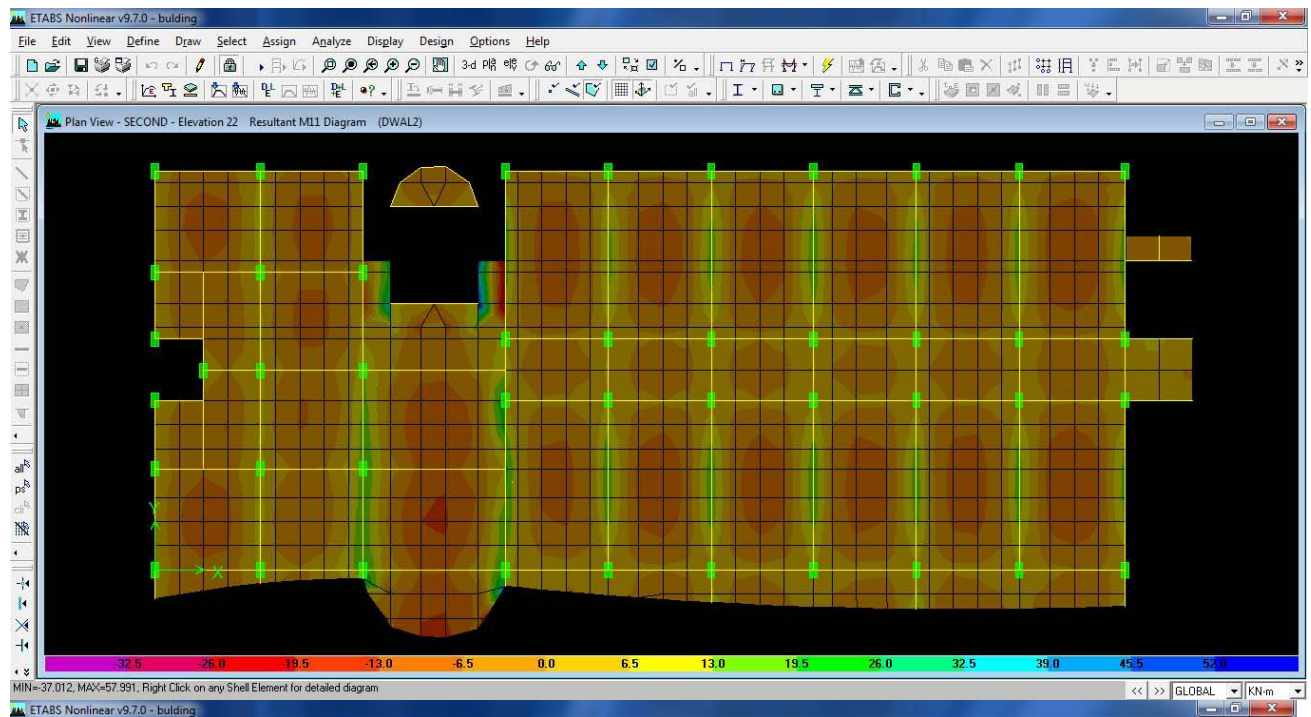 ETABS Nonlinear v9.7.0 - bulding
File Edit View Define Draw Select Assign Analyze Display Design Options Help
3-d
all
ps
clr
Plan View - SECOND - Elevation 22 Resultant M11 Diagram (DWAL2)
Y
X
-32.5 -26.0 -19.5 -13.0 -6.5 0.0 6.5 13.0 19.5 26.0 32.5 39.0 45.5 52.0
MIN=-37.012, MAX=57.991, Right Click on any Shell Element for detailed diagram
<< >> GLOBAL KN-m
ETABS Nonlinear v9.7.0 - bulding